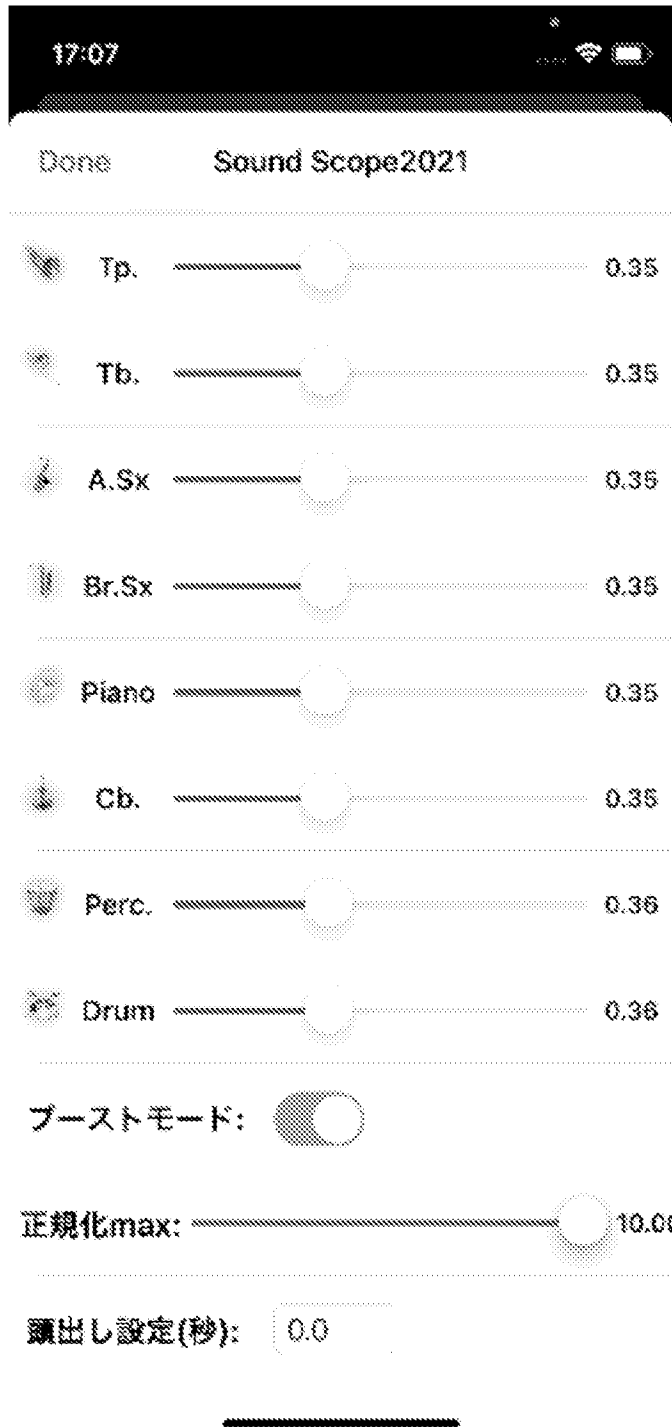 17:07
Done Sound Scope2021
Tp. 0.35
Tb. 0.35
A.Sx 0.35
Br.Sx 0.35
Piano 0.35
Cb. 0.35
Perc. 0.36
Drum 0.36
ブーストモード:
正規化max: 10.00
頭出し設定(秒): 0.0